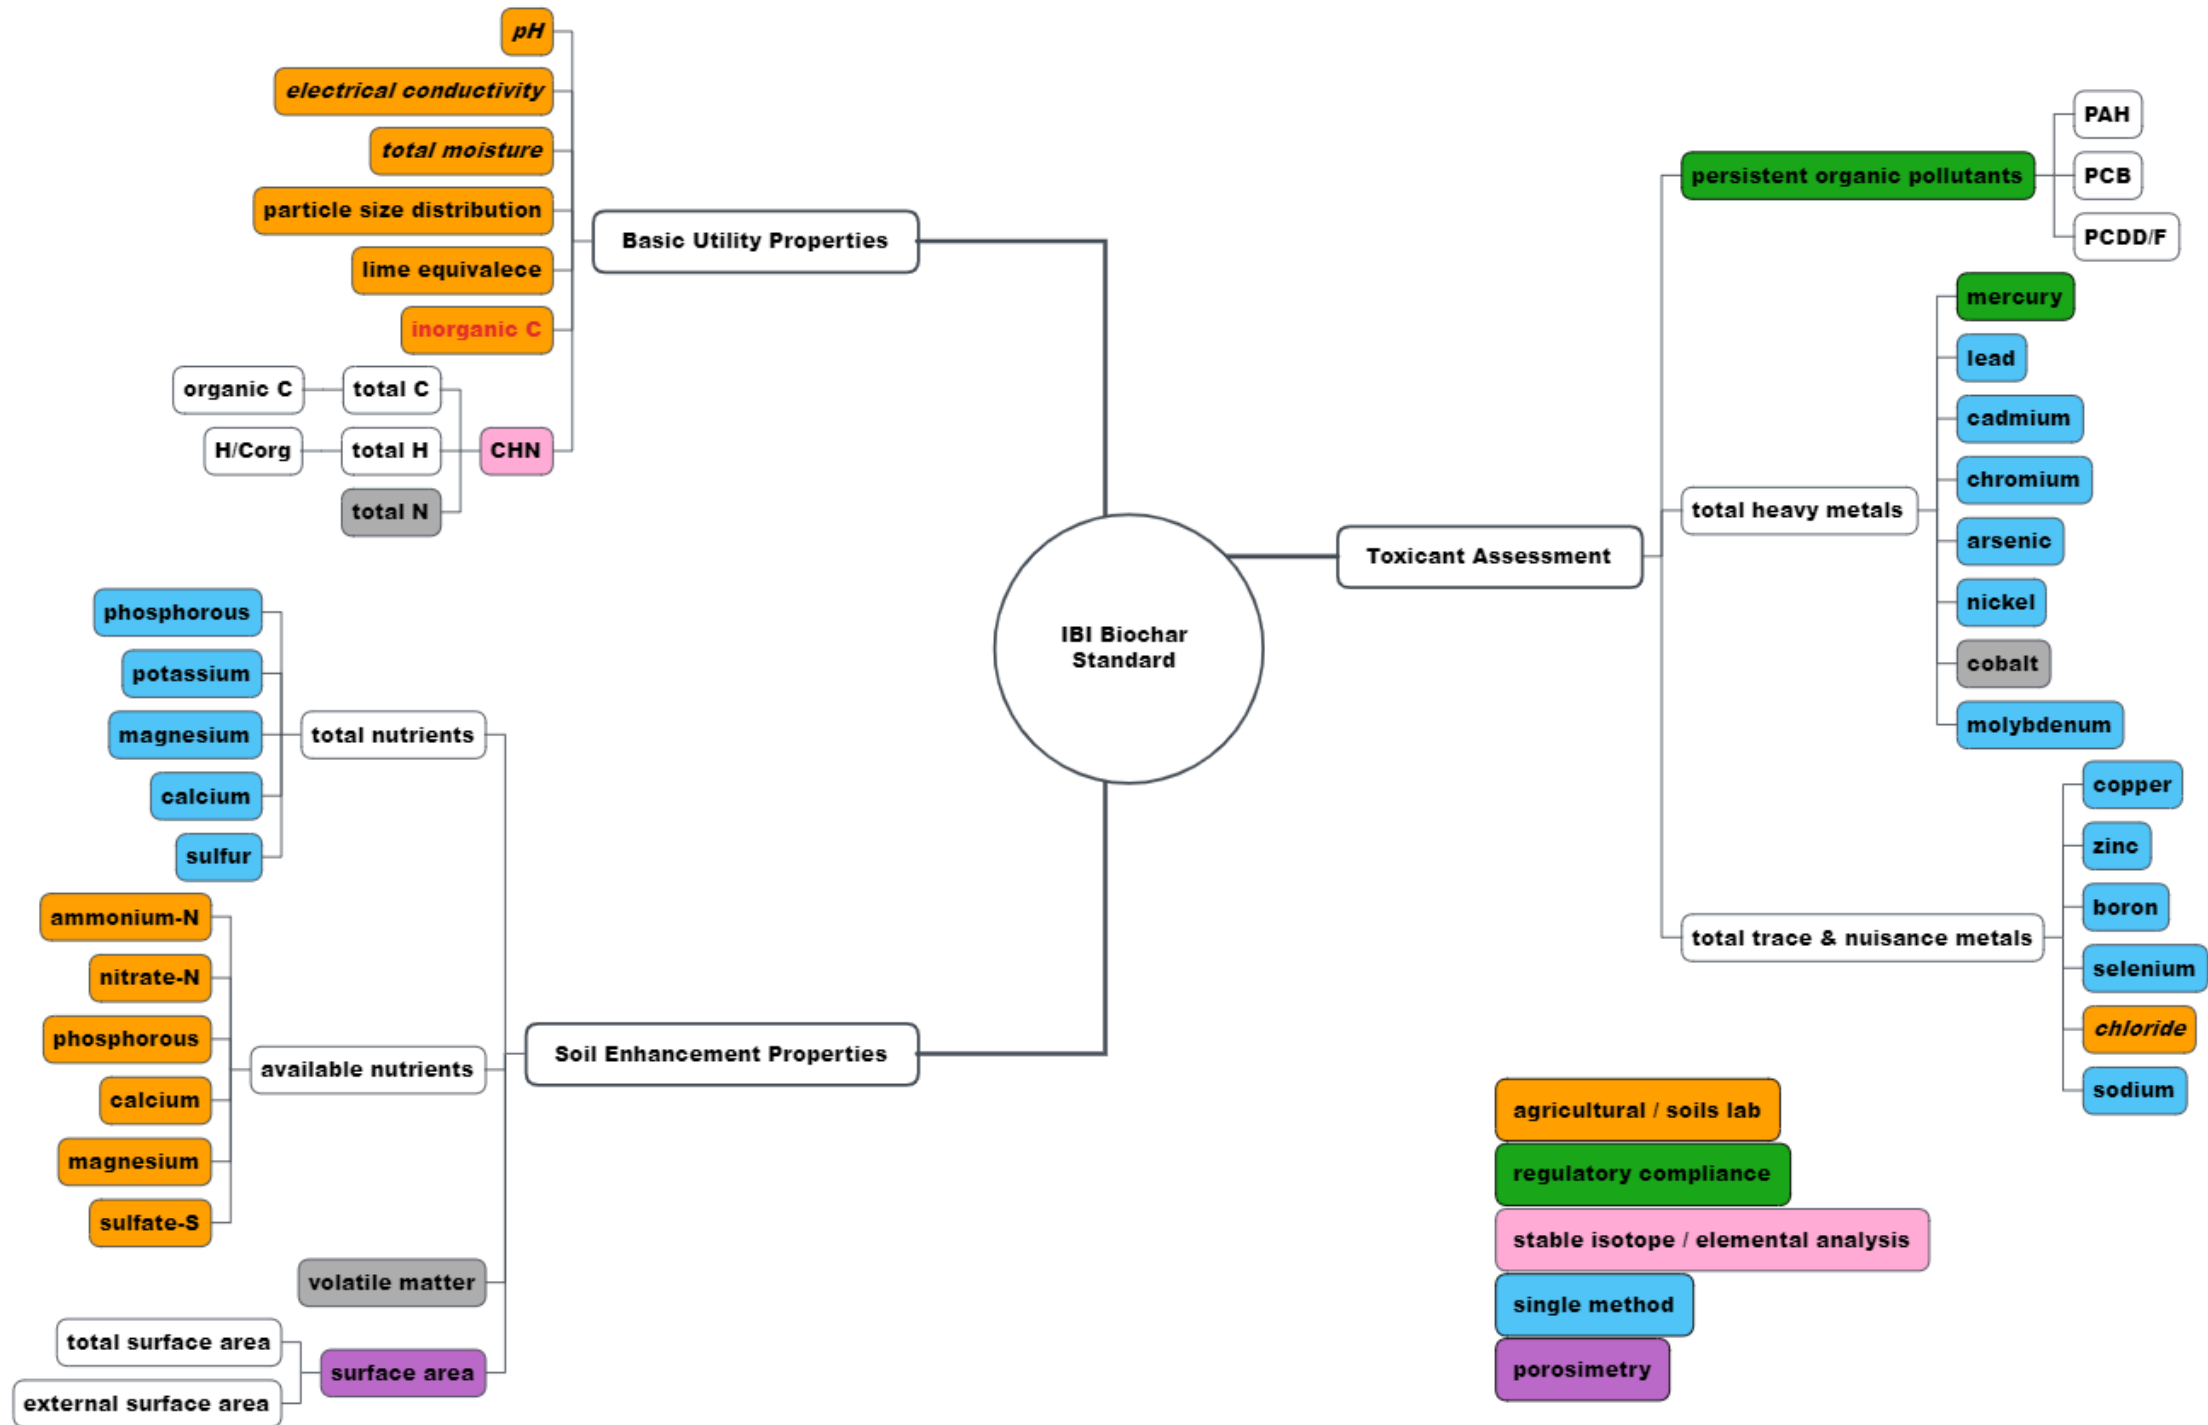 pH
electrical conductivity
total moisture
particle size distribution
lime equivalece
inorganic C
Basic Utility Properties
organic C
total C
H/Corg
total H
CHN
total N
phosphorous
potassium
magnesium
total nutrients
calcium
sulfur
ammonium-N
nitrate-N
phosphorous
available nutrients
calcium
magnesium
sulfate-S
Soil Enhancement Properties
volatile matter
total surface area
surface area
external surface area
IBI Biochar
Standard
Toxicant Assessment
persistent organic pollutants
PAH
PCB
PCDD/F
total heavy metals
mercury
lead
cadmium
chromium
arsenic
nickel
cobalt
molybdenum
total trace & nuisance metals
copper
zinc
boron
selenium
chloride
sodium
agricultural / soils lab
regulatory compliance
stable isotope / elemental analysis
single method
porosimetry